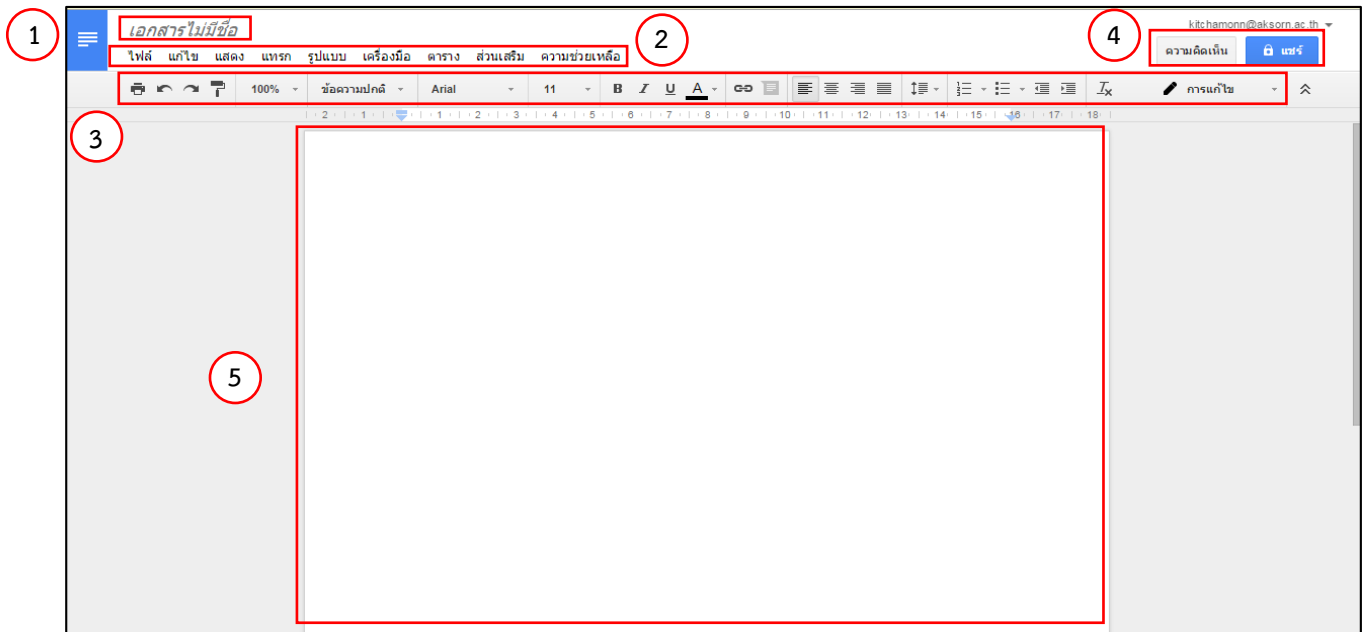 1
เอกสารไม่มีชื่อ
2
4
kitchamonn@aksorn.ac.th
ไฟล์ แก้ไข แสดง แทรก รูปแบบ เครื่องมือ ตาราง ส่วนเสริม ความช่วยเหลือ
ความคิดเห็น แชร์
100% ข้อความปกติ Arial 11 B I U A การแก้ไข
2 1 1 2 3 4 5 6 7 8 9 10 11 12 13 14 15 16 17 18
3
5